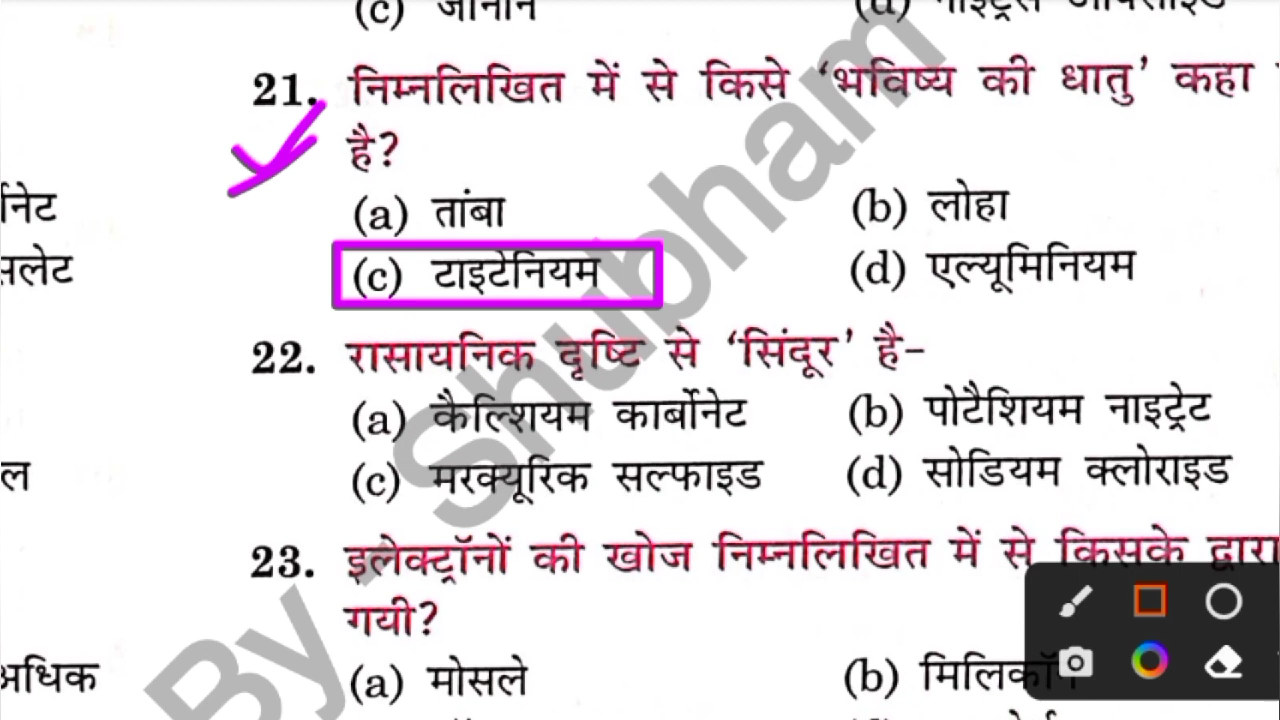 (c) जीनॉन
21. निम्नलिखित में से किसे ‘भविष्य की धातु’ कहा
है?
(a) तांबा (b) लोहा
(c) टाइटेनियम (d) एल्यूमिनियम
22. रासायनिक दृष्टि से ‘सिंदूर’ है-
(a) कैल्शियम कार्बोनेट (b) पोटैशियम नाइट्रेट
(c) मरक्यूरिक सल्फाइड (d) सोडियम क्लोराइड
23. इलेक्ट्रॉनों की खोज निम्नलिखित में से किसके द्वारा
गयी?
(a) मोसले (b)
ल
अधिक
By - Shubham